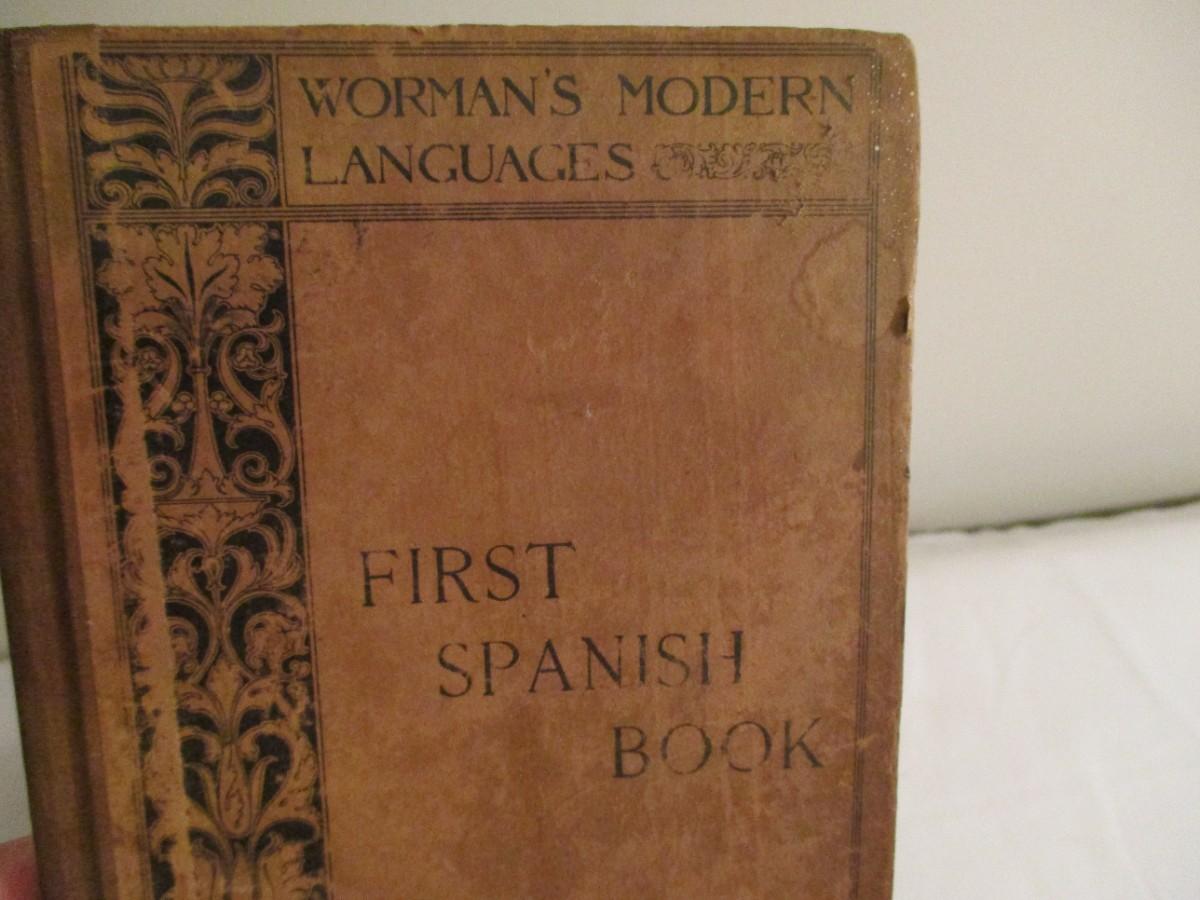 WORMAN'S MODERN
LANGUAGES
FIRST
SPANISH
BOOK